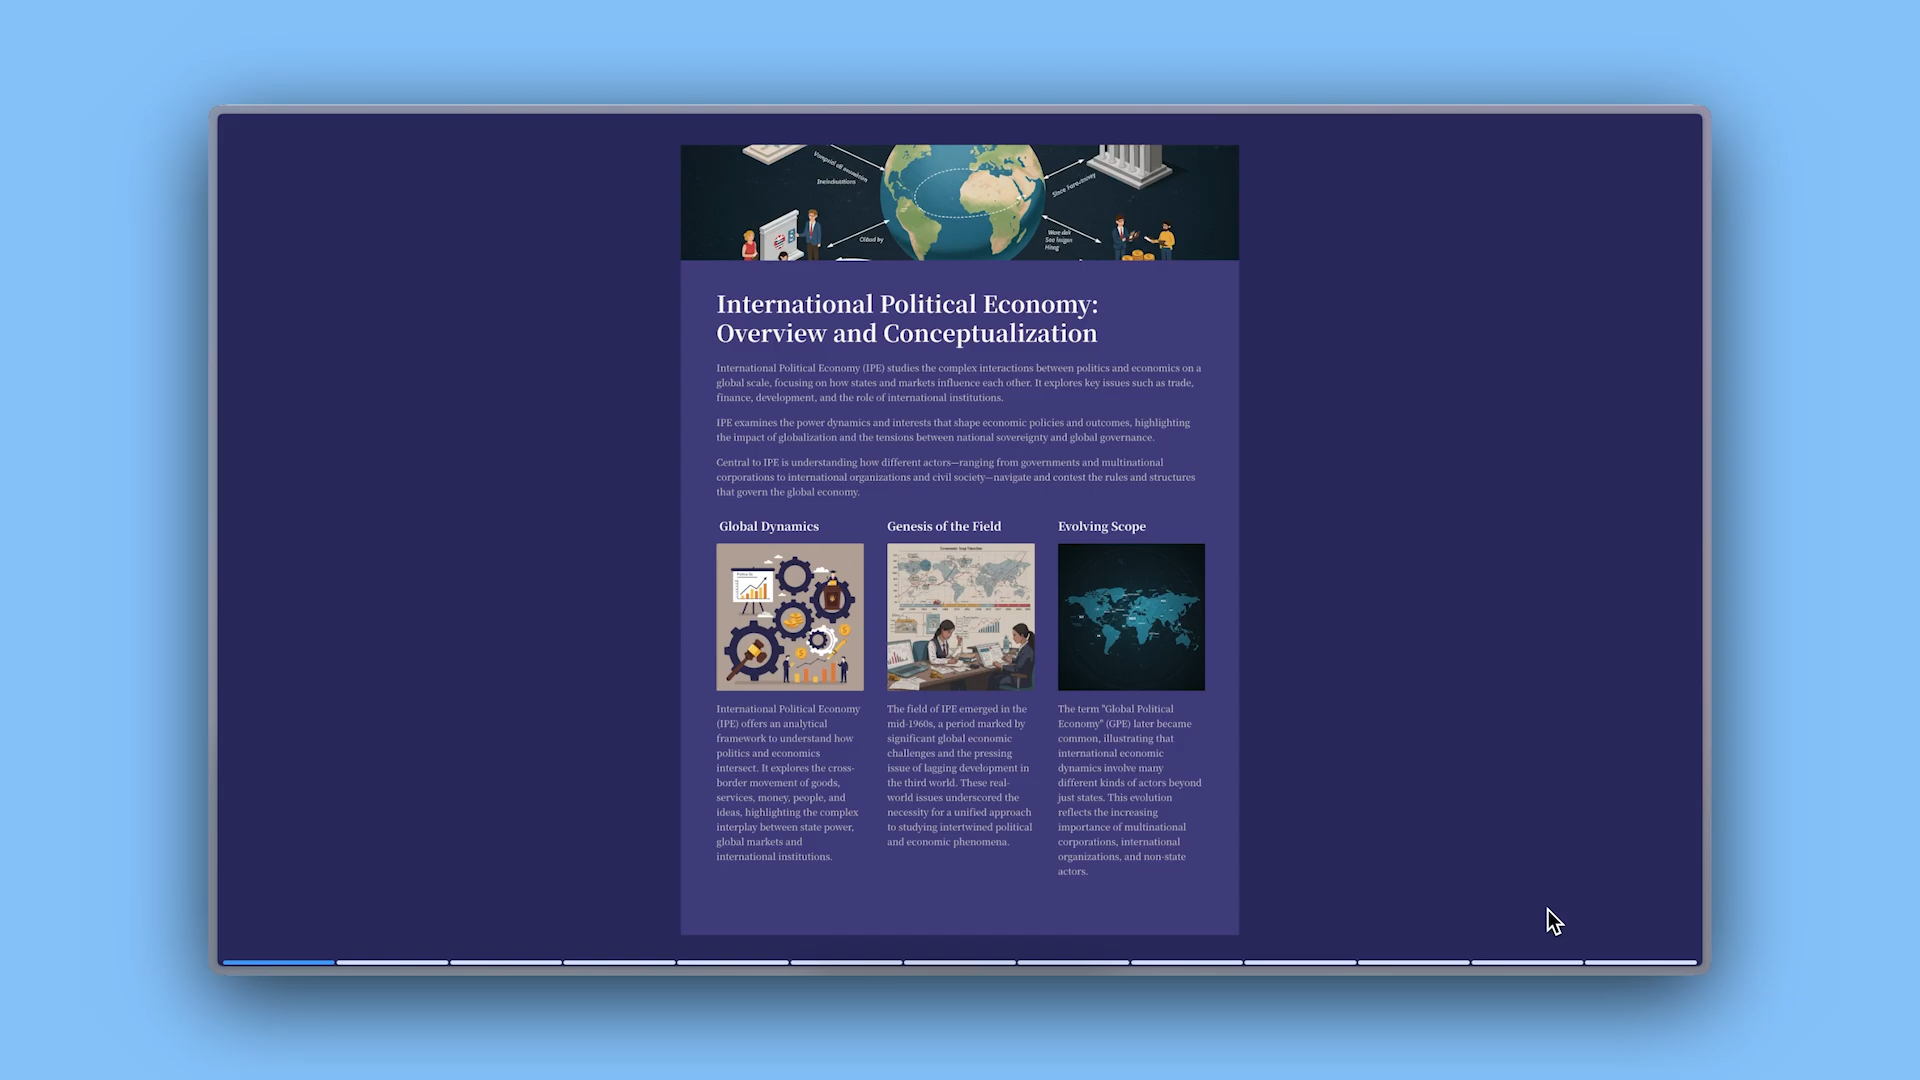 International Political Economy:
Overview and Conceptualization
International Political Economy (IPE) studies the complex interactions between politics and economics on a
global scale, focusing on how states and markets influence each other. It explores key issues such as trade,
finance, development, and the role of international institutions.
IPE examines the power dynamics and interests that shape economic policies and outcomes, highlighting
the impact of globalization and the tensions between national sovereignty and global governance.
Central to IPE is understanding how different actors—ranging from governments and multinational
corporations to international organizations and civil society—navigate and contest the rules and structures
that govern the global economy.
Global Dynamics
International Political Economy
(IPE) offers an analytical
framework to understand how
politics and economics
intersect. It explores the cross-
border movement of goods,
services, money, people, and
ideas, highlighting the complex
interplay between state power,
global markets and
international institutions.
Genesis of the Field
The field of IPE emerged in the
mid-1960s, a period marked by
significant global economic
challenges and the pressing
issue of lagging development in
the third world. These real-
world issues underscored the
necessity for a unified approach
to studying intertwined political
and economic phenomena.
Evolving Scope
The term "Global Political
Economy" (GPE) later became
common, illustrating that
international economic
dynamics involve many
different kinds of actors beyond
just states. This evolution
reflects the increasing
importance of multinational
corporations, international
organizations, and non-state
actors.